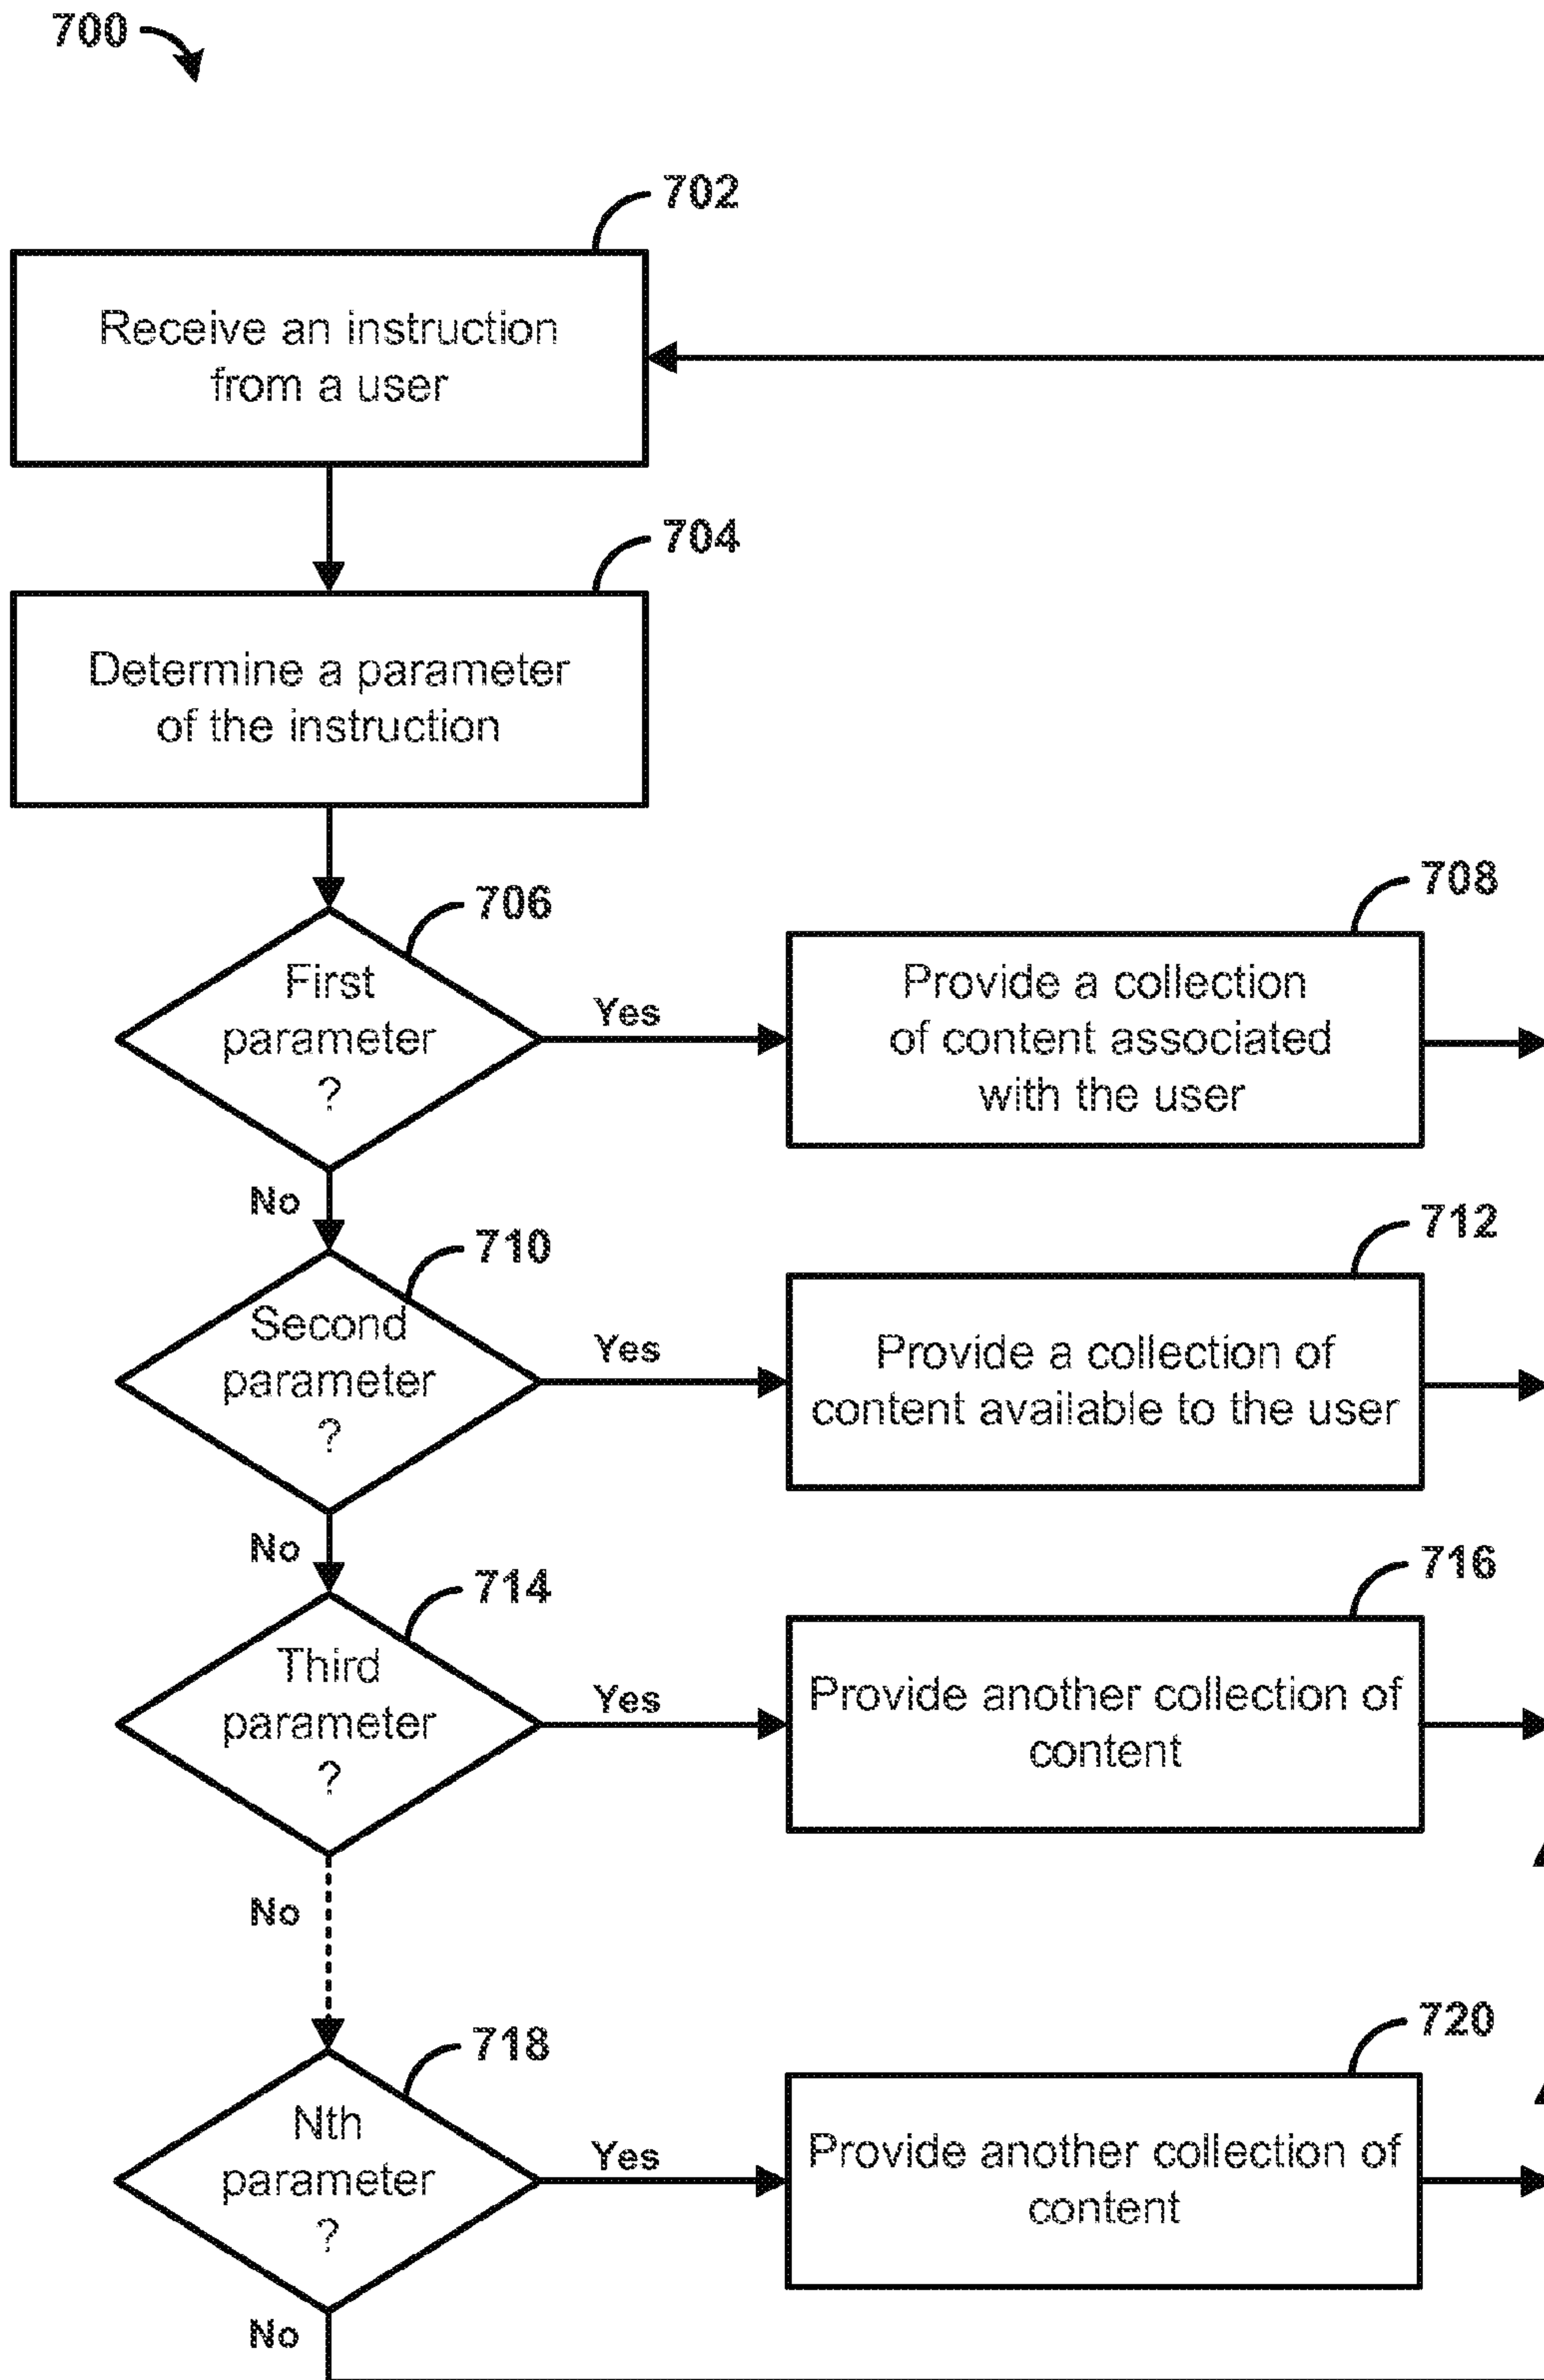 700
702
Receive an instruction
from a user
704
Determine a parameter
of the instruction
706
First
parameter
?
Yes
708
Provide a collection
of content associated
with the user
No
710
Second
parameter
?
Yes
712
Provide a collection of
content available to the user
No
714
Third
parameter
?
Yes
716
Provide another collection of
content
No
718
Nth
parameter
?
Yes
720
Provide another collection of
content
No